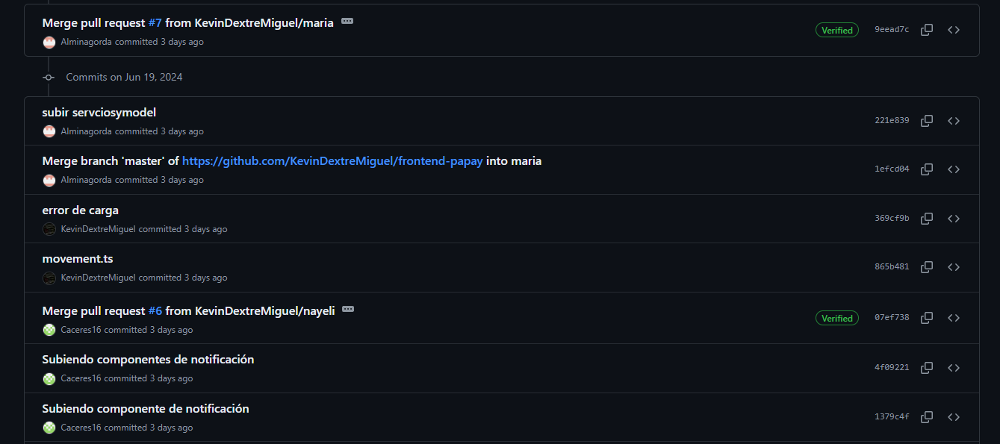 Merge pull request #7 from KevinDextreMiguel/maria
Verified 9eead7c
Alminagorda committed 3 days ago
Commits on Jun 19, 2024
subir servciosymodel
221e839
Alminagorda committed 3 days ago
Merge branch 'master' of https://github.com/KevinDextreMiguel/frontend-papay into maria
1efcd04
Alminagorda committed 3 days ago
error de carga
369cf9b
KevinDextreMiguel committed 3 days ago
movement.ts
865b481
KevinDextreMiguel committed 3 days ago
Merge pull request #6 from KevinDextreMiguel/nayeli
Verified 07ef738
Caceres16 committed 3 days ago
Subiendo componentes de notificación
4f09221
Caceres16 committed 3 days ago
Subiendo componente de notificación
1379c4f
Caceres16 committed 3 days ago